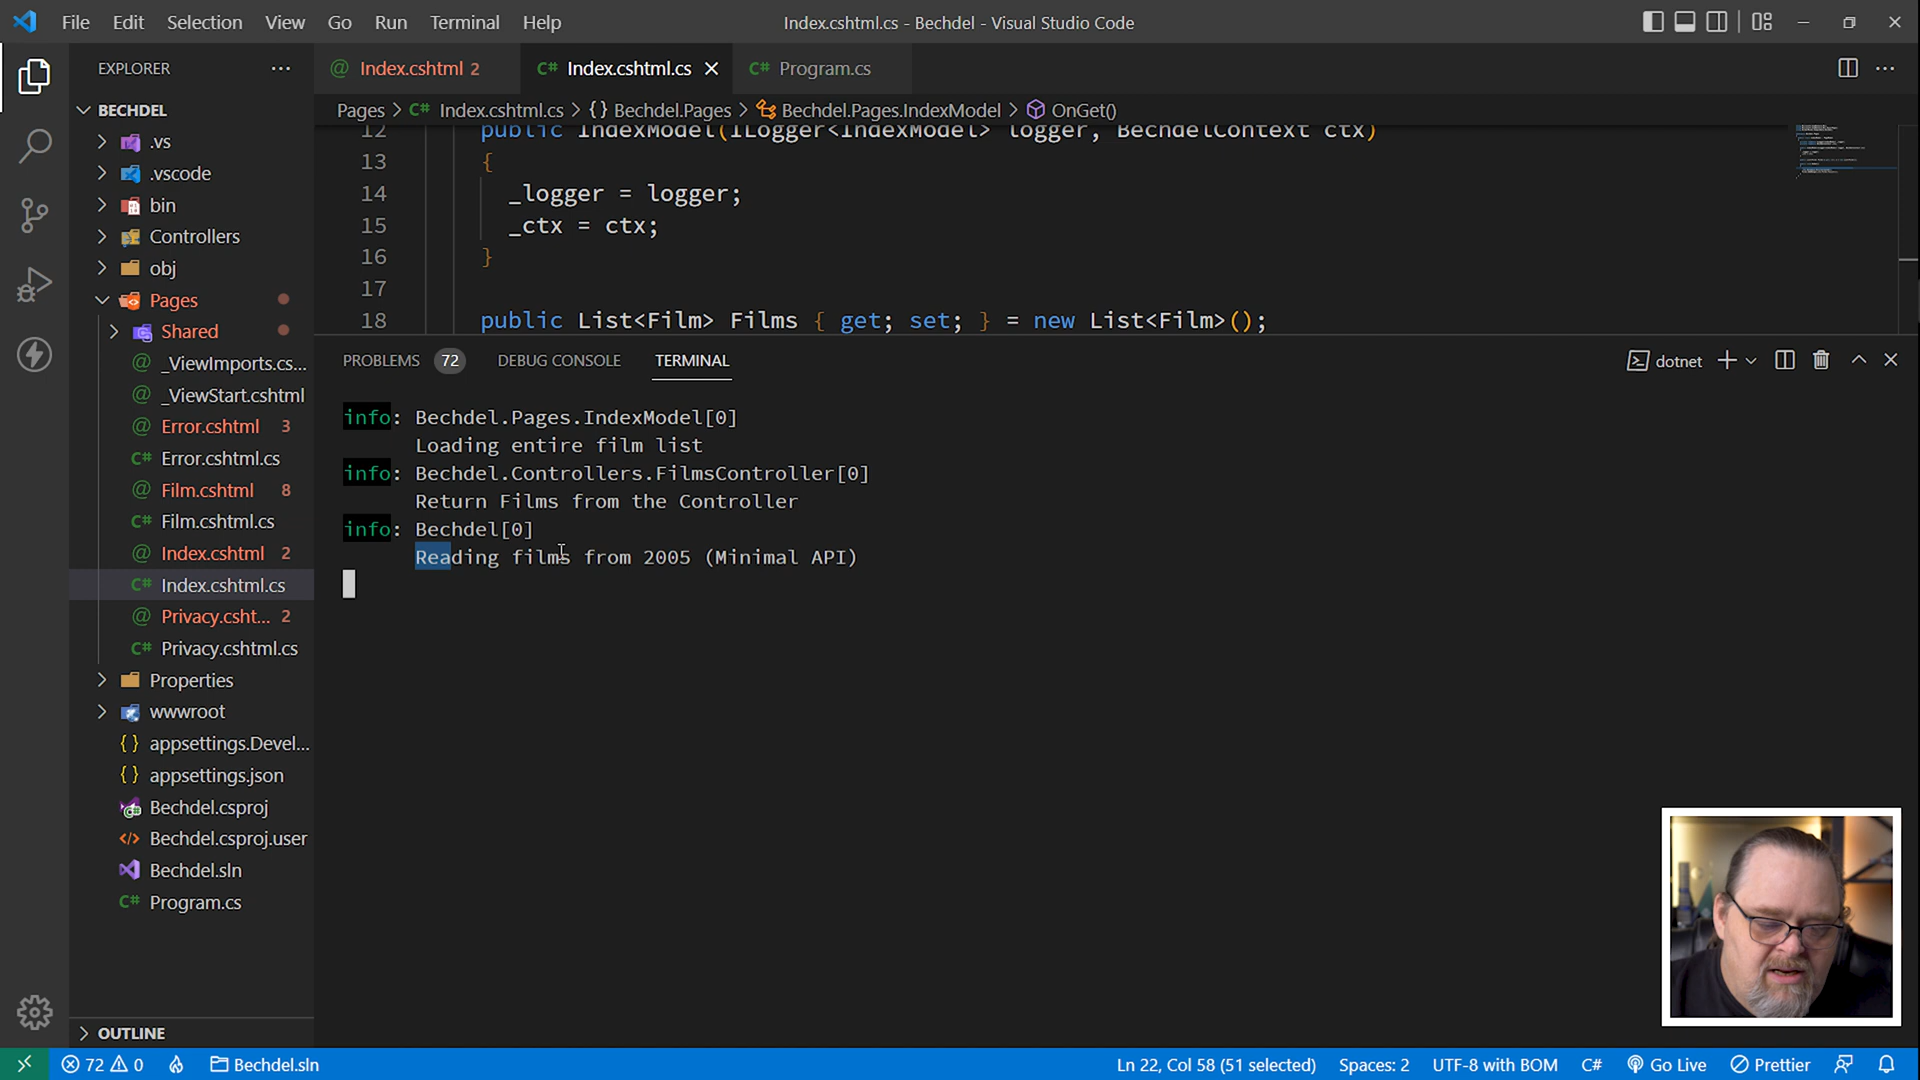 File Edit Selection View Go Run Terminal Help
Index.cshtml.cs - Bechdel - Visual Studio Code
EXPLORER
BECHDEL
.vs
.vscode
bin
Controllers
obj
Pages
Shared
_ViewImports.cs...
_ViewStart.cshtml
Error.cshtml 3
Error.cshtml.cs
Film.cshtml 8
Film.cshtml.cs
Index.cshtml 2
Index.cshtml.cs
Privacy.csht... 2
Privacy.cshtml.cs
Properties
wwwroot
appsettings.Devel...
appsettings.json
Bechdel.csproj
Bechdel.csproj.user
Bechdel.sln
Program.cs
OUTLINE
Index.cshtml 2
Index.cshtml.cs
Program.cs
Pages > Index.cshtml.cs > {} Bechdel.Pages > Bechdel.Pages.IndexModel > OnGet()
12 public IndexModel(ILogger<IndexModel> logger, BechdelContext ctx)
13 {
14 _logger = logger;
15 _ctx = ctx;
16 }
17
18 public List<Film> Films { get; set; } = new List<Film>();
PROBLEMS 72 DEBUG CONSOLE TERMINAL
dotnet
info: Bechdel.Pages.IndexModel[0]
Loading entire film list
info: Bechdel.Controllers.FilmsController[0]
Return Films from the Controller
info: Bechdel[0]
Reading films from 2005 (Minimal API)
72 0 Bechdel.sln
Ln 22, Col 58 (51 selected) Spaces: 2 UTF-8 with BOM C# Go Live Prettier